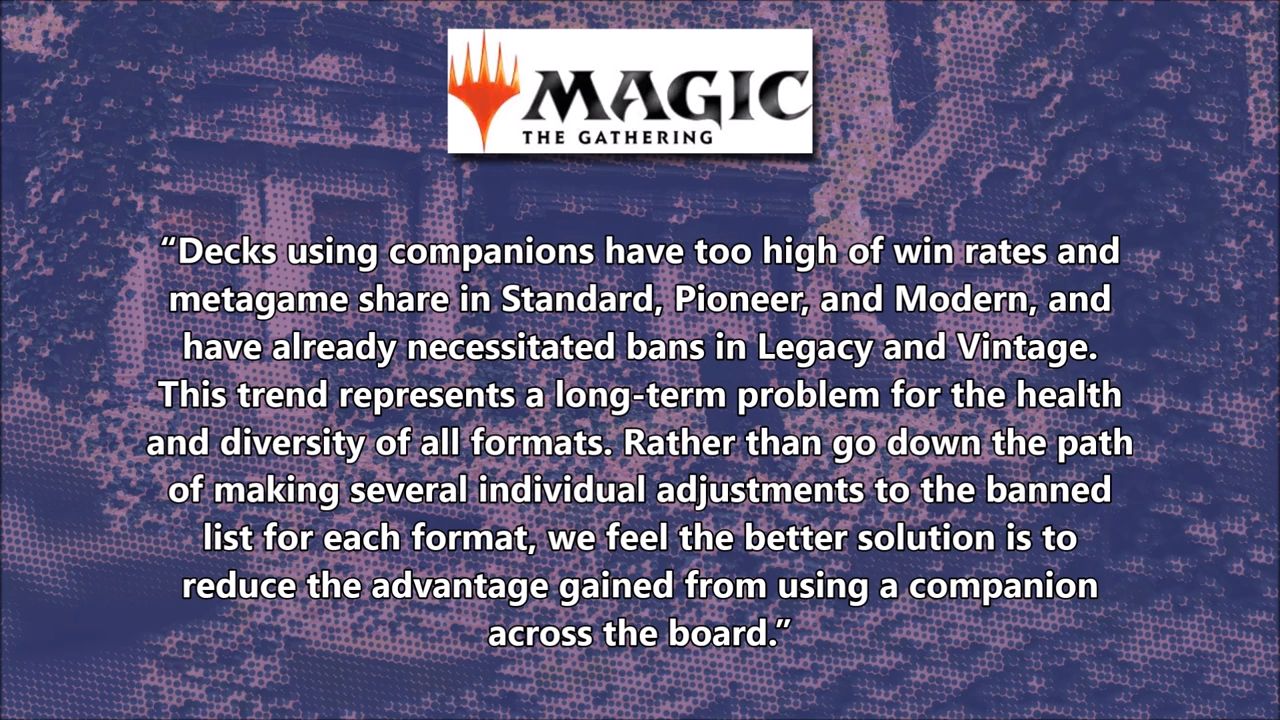 MAGIC
THE GATHERING
“Decks using companions have too high of win rates and
metagame share in Standard, Pioneer, and Modern, and
have already necessitated bans in Legacy and Vintage.
This trend represents a long-term problem for the health
and diversity of all formats. Rather than go down the path
of making several individual adjustments to the banned
list for each format, we feel the better solution is to
reduce the advantage gained from using a companion
across the board.”